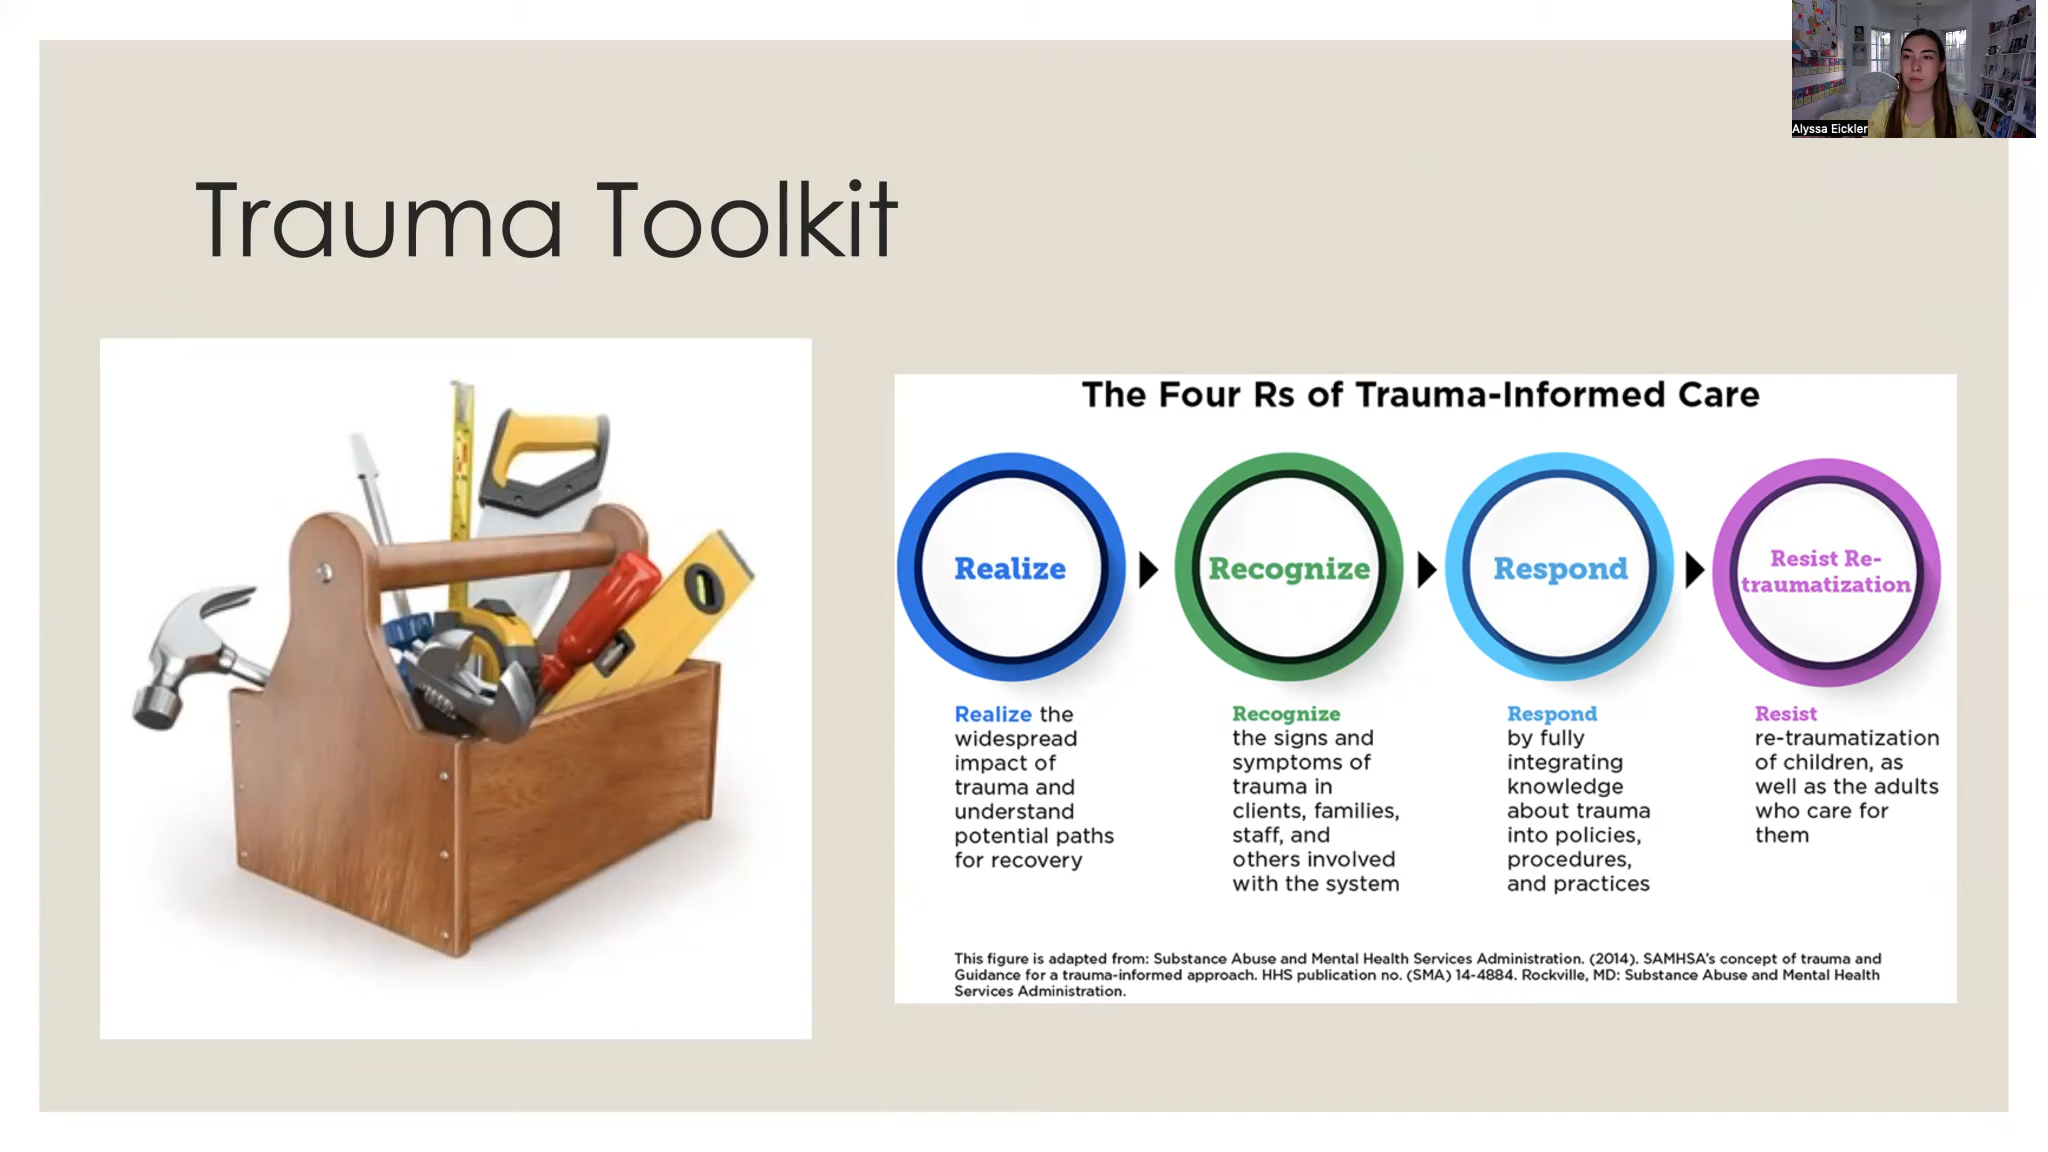 Alyssa Eickler
Trauma Toolkit
The Four Rs of Trauma-Informed Care
Realize
Recognize
Respond
Resist Re-
traumatization
Realize the
widespread
impact of
trauma and
understand
potential paths
for recovery
Recognize
the signs and
symptoms of
trauma in
clients, families,
staff, and
others involved
with the system
Respond
by fully
integrating
knowledge
about trauma
into policies,
procedures,
and practices
Resist
re-traumatization
of children, as
well as the adults
who care for
them
This figure is adapted from: Substance Abuse and Mental Health Services Administration. (2014). SAMHSA's concept of trauma and
Guidance for a trauma-informed approach. HHS publication no. (SMA) 14-4884. Rockville, MD: Substance Abuse and Mental Health
Services Administration.